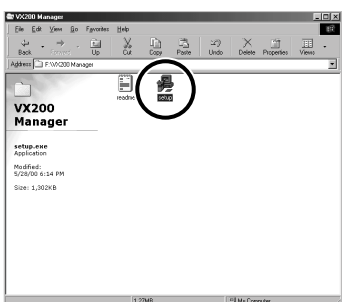 VX200 Manager
File Edit View Go Favorites Help
Back Forward Up Cut Copy Paste Undo Delete Properties Views
Address F:\VX200 Manager
readme
setup
VX200
Manager
setup.exe
Application
Modified:
5/28/00 6:14 PM
Size: 1,302KB
1.27MB My Computer